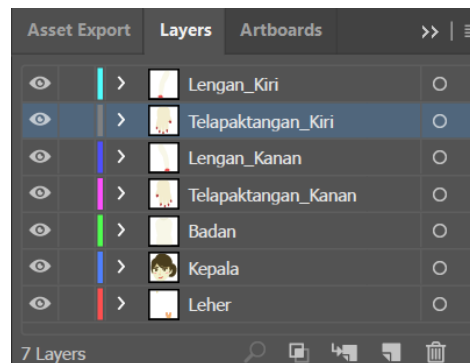 Asset Export Layers Artboards
Lengan_Kiri
Telapaktangan_Kiri
Lengan_Kanan
Telapaktangan_Kanan
Badan
Kepala
Leher
7 Layers